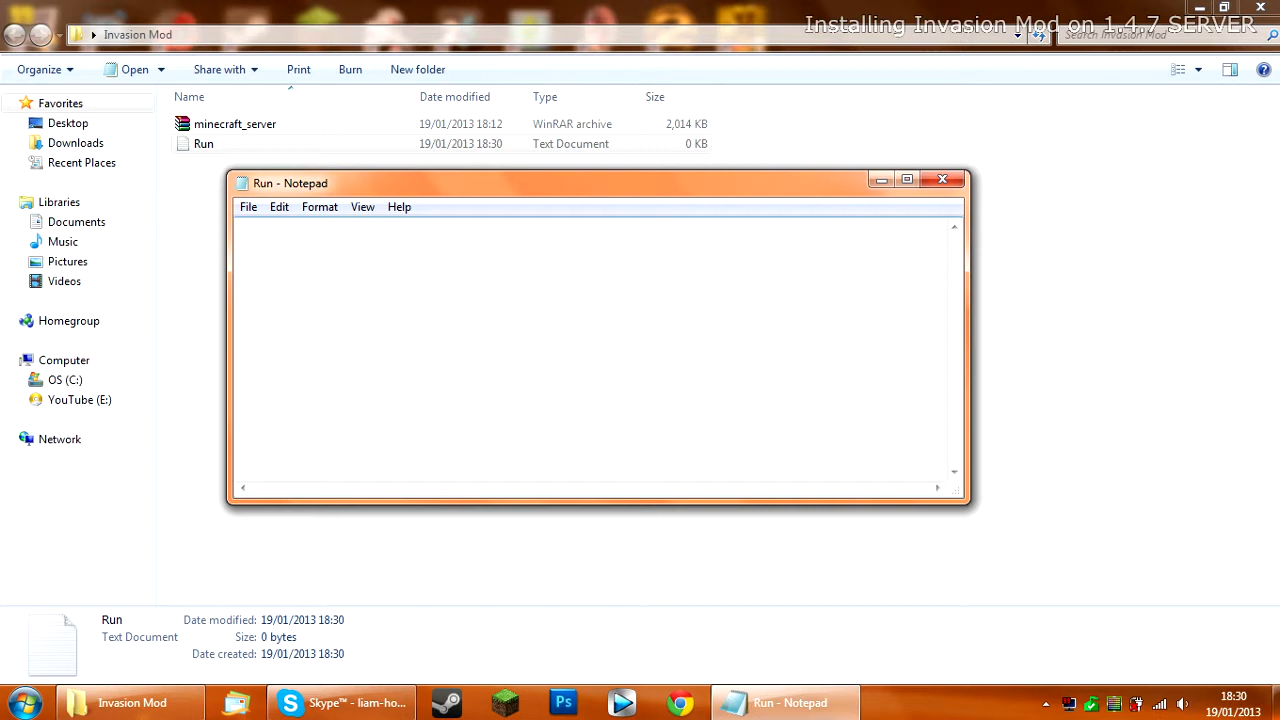 Installing Invasion Mod on 1.4.7 SERVER
Invasion Mod
Search Invasion Mod
Organize
Open
Share with
Print
Burn
New folder
Favorites
Desktop
Downloads
Recent Places
Libraries
Documents
Music
Pictures
Videos
Homegroup
Computer
OS (C:)
YouTube (E:)
Network
Name Date modified Type Size
minecraft_server 19/01/2013 18:12 WinRAR archive 2,014 KB
Run 19/01/2013 18:30 Text Document 0 KB
Run - Notepad
File Edit Format View Help
Run Date modified: 19/01/2013 18:30
Text Document Size: 0 bytes
Date created: 19/01/2013 18:30
Invasion Mod
Skype™ - liam-ho...
Ps
Run - Notepad
18:30
19/01/2013